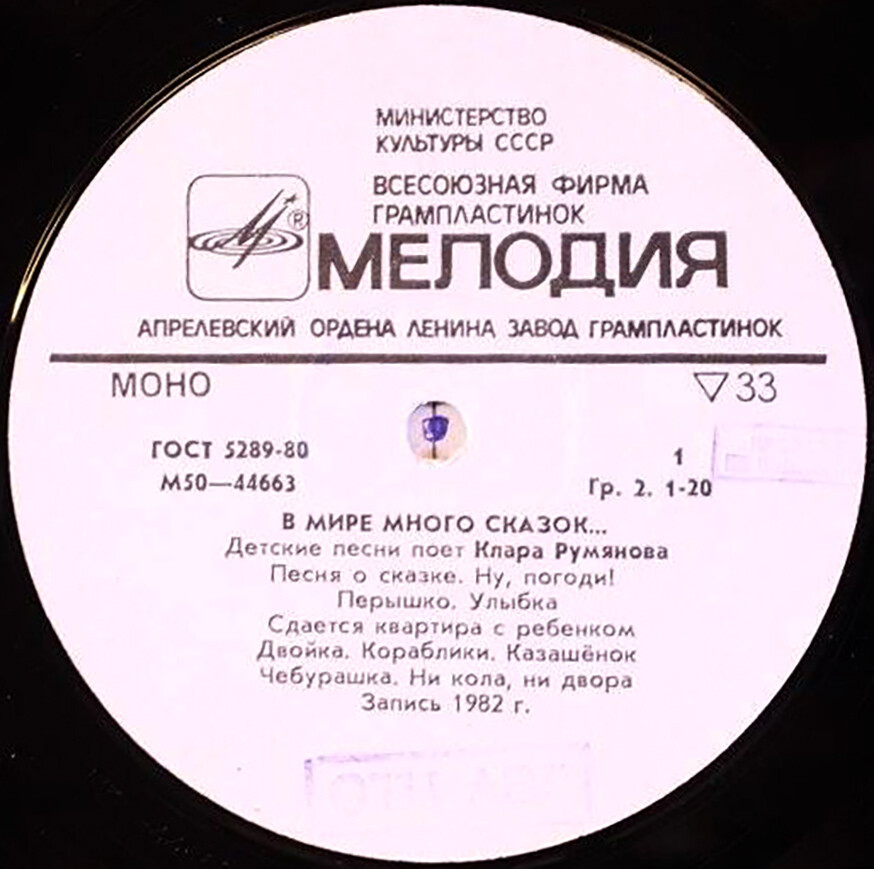 МИНИСТЕРСТВО
КУЛЬТУРЫ СССР
ВСЕСОЮЗНАЯ ФИРМА
ГРАМПЛАСТИНОК
®
МЕЛОДИЯ
АПРЕЛЕВСКИЙ ОРДЕНА ЛЕНИНА ЗАВОД ГРАМПЛАСТИНОК
МОНО ▽33
ГОСТ 5289-80 1
М50—44663 Гр. 2. 1-20
В МИРЕ МНОГО СКАЗОК...
Детские песни поет Клара Румянова
Песня о сказке. Ну, погоди!
Перышко. Улыбка
Сдается квартира с ребенком
Двойка. Кораблики. Казашёнок
Чебурашка. Ни кола, ни двора
Запись 1982 г.